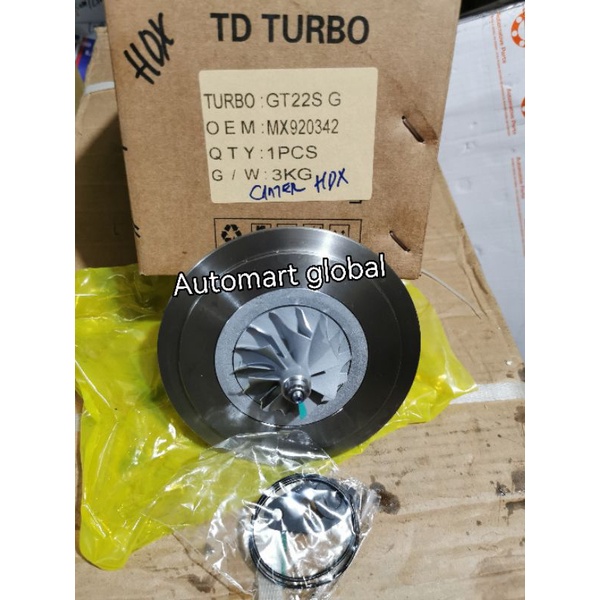 HDX
TD TURBO
TURBO : GT22S G
O E M : MX920342
Q T Y : 1PCS
G / W : 3KG
CANTER HDX
Automart global